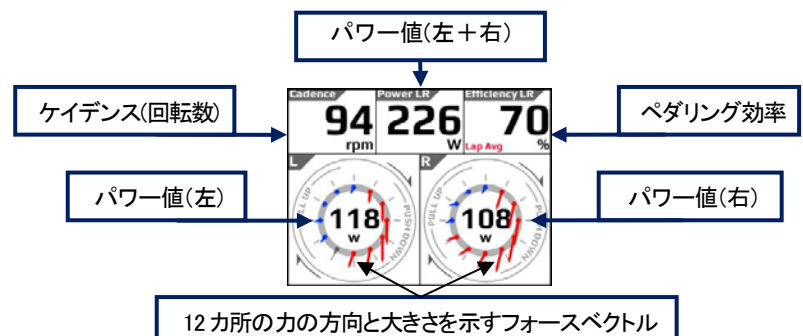 パワー値(左＋右)
ケイデンス(回転数)
ペダリング効率
Cadence
Power LR
Efficiency LR
94
rpm
226
W
Lap Avg
70
%
パワー値(左)
パワー値(右)
L
PULL UP
PUSH DOWN
118
w
R
PULL UP
PUSH DOWN
108
w
12 カ所の力の方向と大きさを示すフォースベクトル